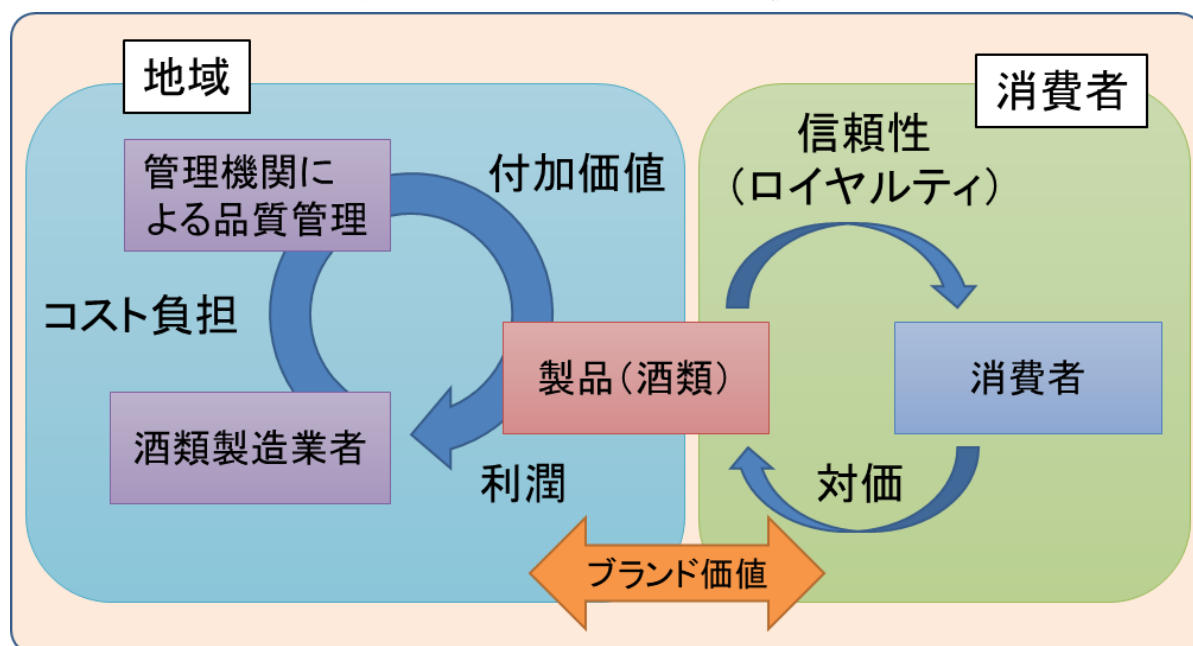 地域
管理機関に
よる品質管理
付加価値
コスト負担
酒類製造業者
製品（酒類）
利潤
消費者
信頼性
（ロイヤルティ）
消費者
対価
ブランド価値